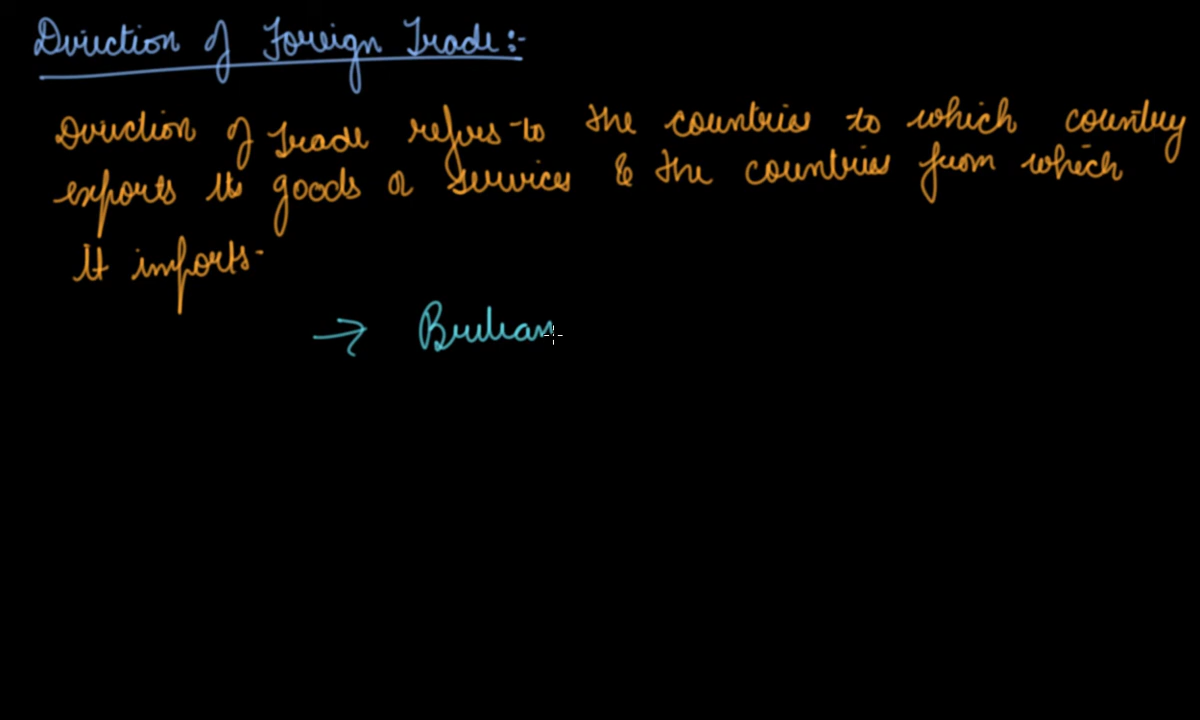 Direction of Foreign Trade:-
Direction of Trade refers to the countries to which country
exports its goods or services & the countries from which
It imports.
→